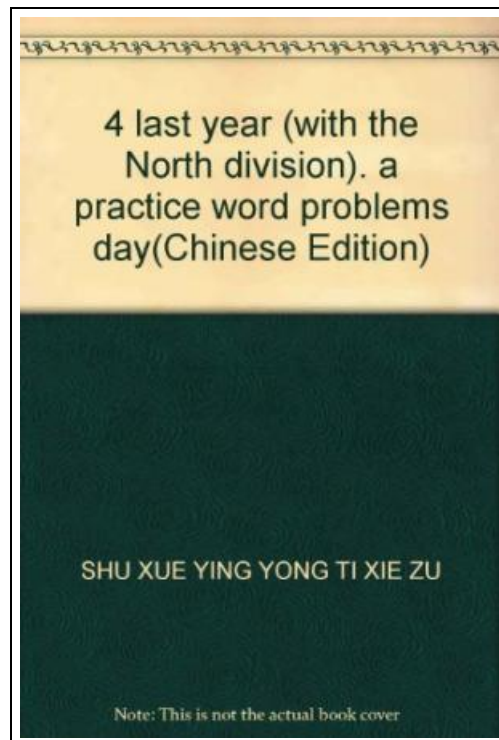 4 last year (with the
North division). a
practice word problems
day(Chinese Edition)
SHU XUE YING YONG TI XIE ZU
Note: This is not the actual book cover